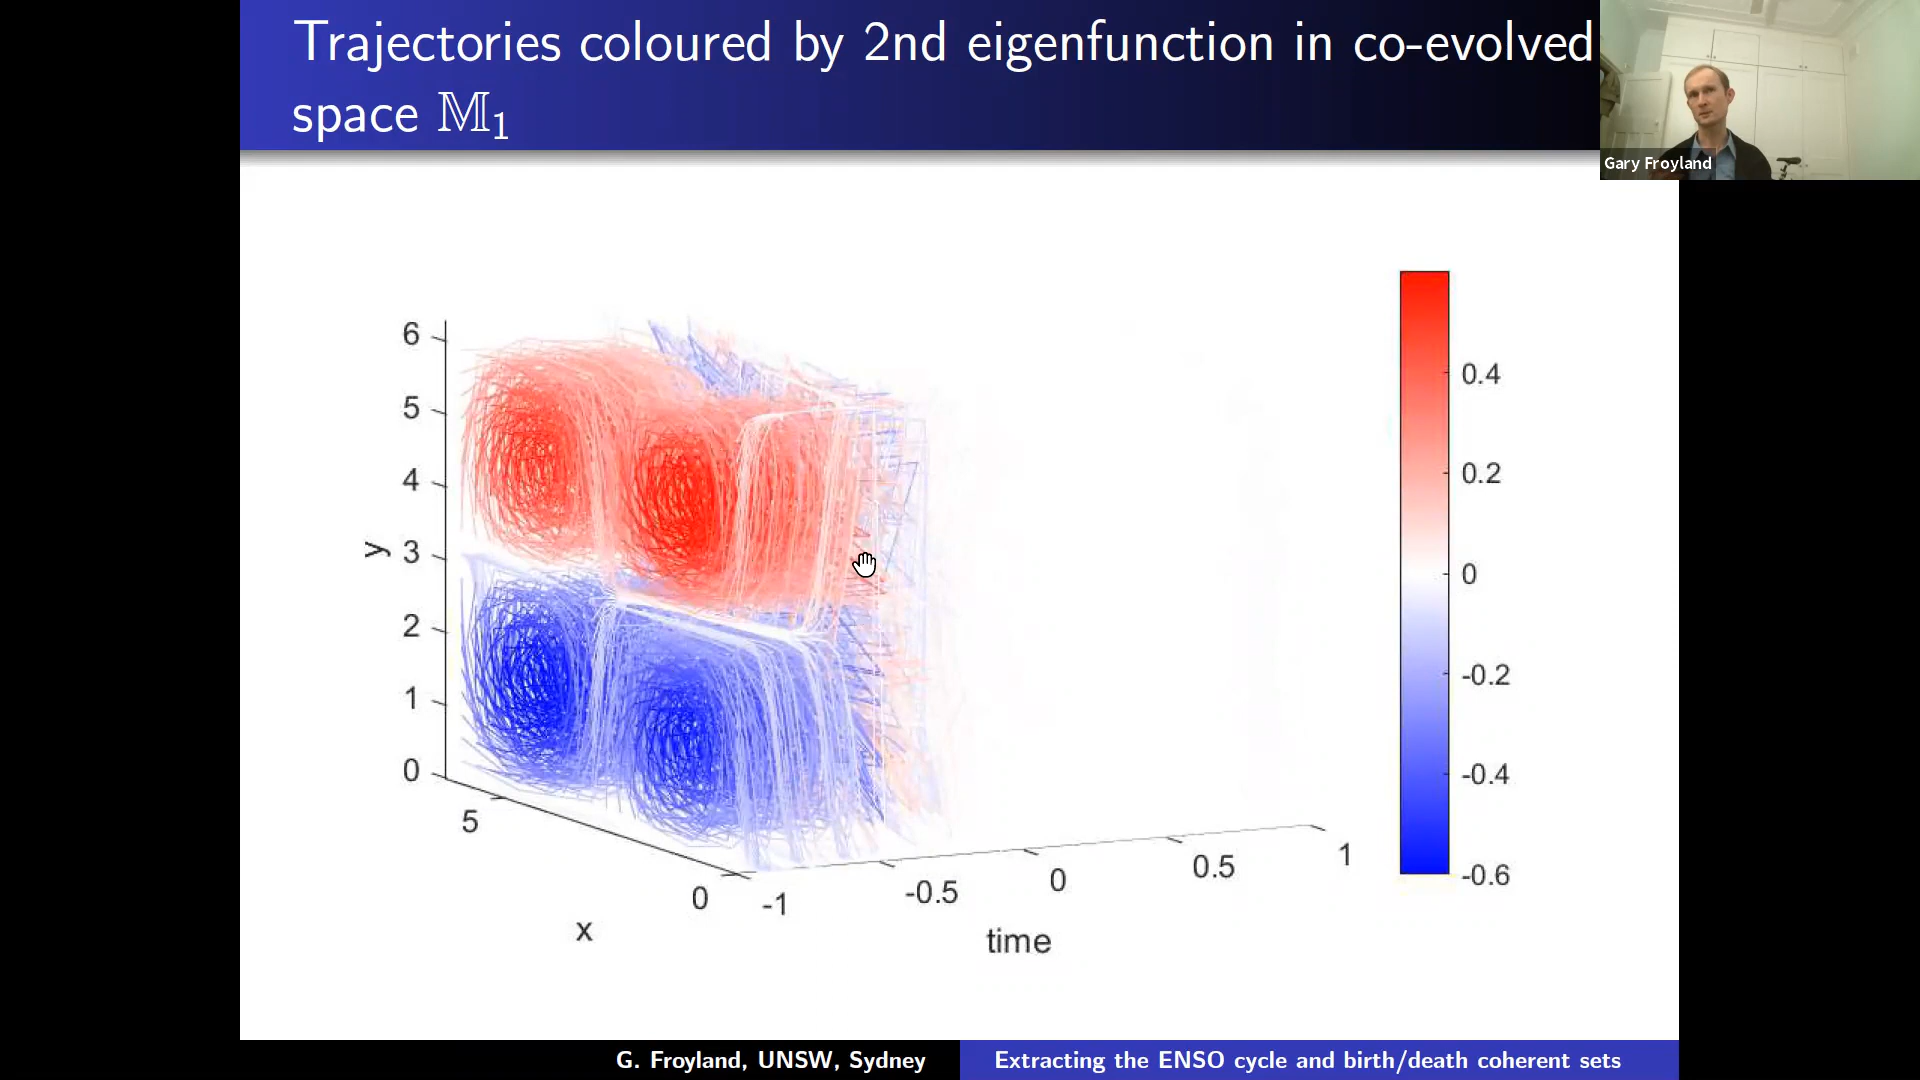 Trajectories coloured by 2nd eigenfunction in co-evolved
space 𝕄₁
Gary Froyland
6
5
4
3
2
1
0
y
5
0
x
-1
-0.5
0
0.5
1
time
0.4
0.2
0
-0.2
-0.4
-0.6
G. Froyland, UNSW, Sydney
Extracting the ENSO cycle and birth/death coherent sets